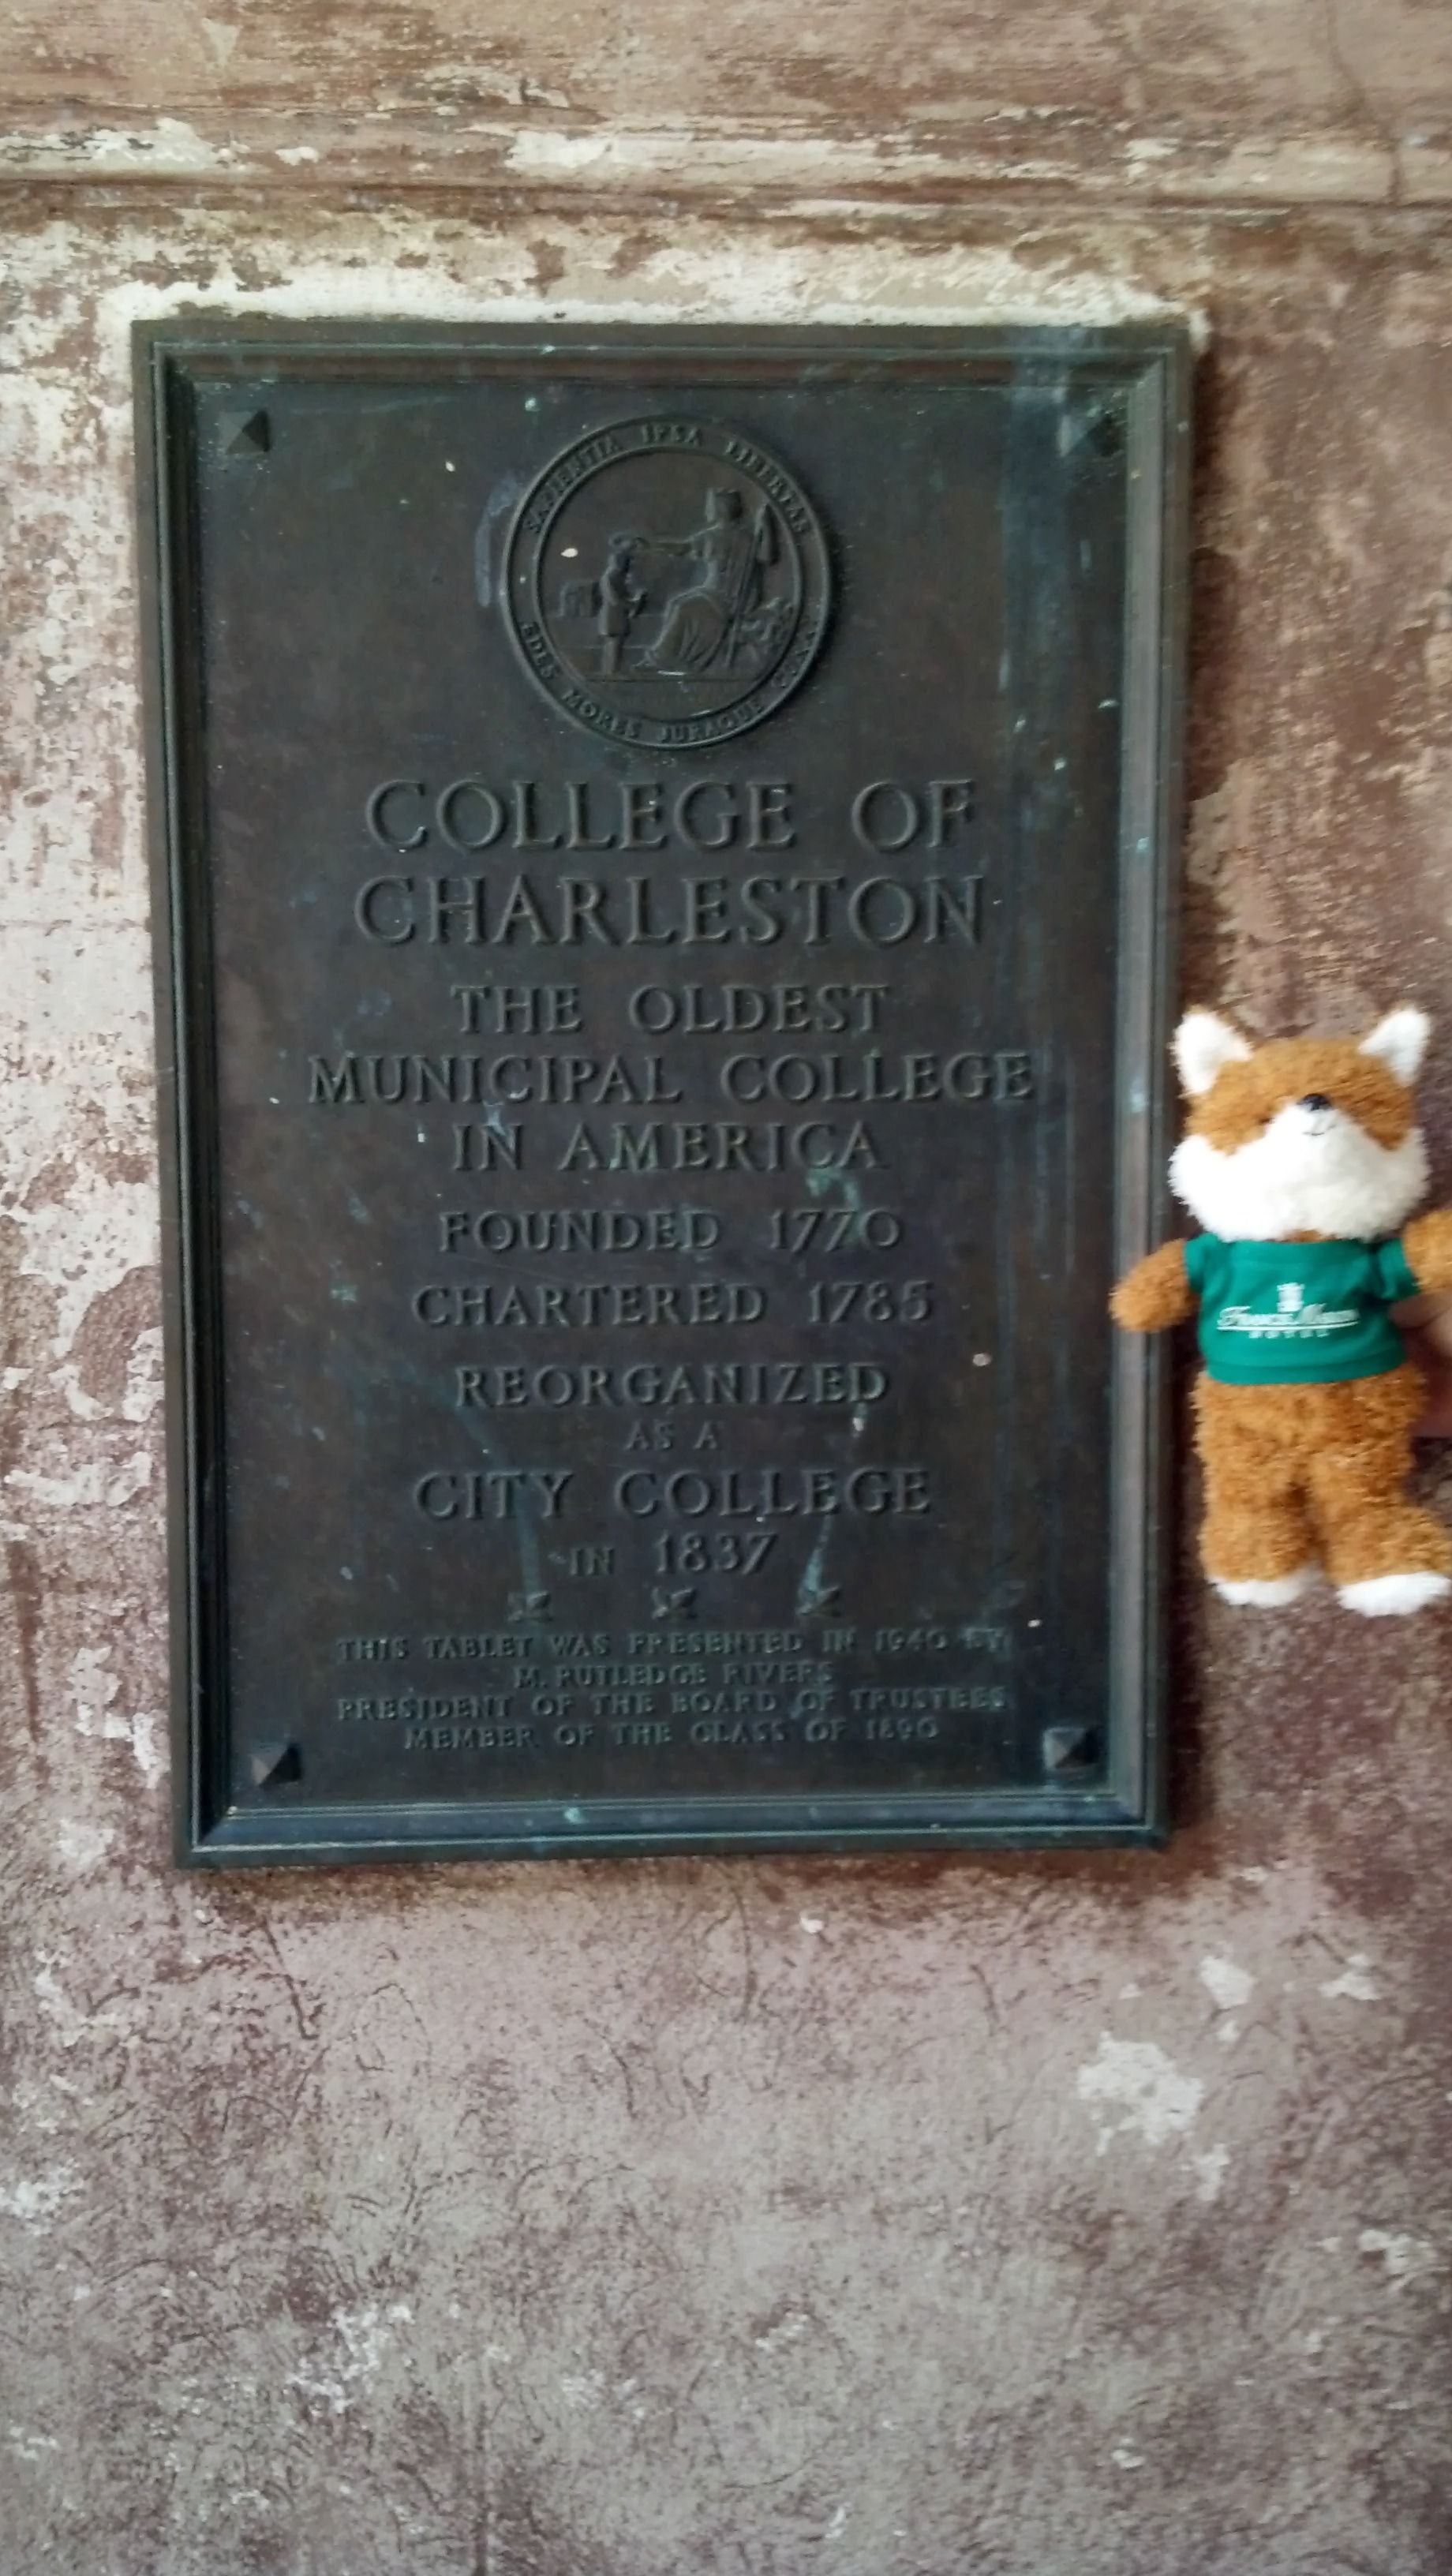 SAPIENTIA IPSA LIBERTAS
EDES MORES JURAQUE
COLLEGE OF
CHARLESTON
THE OLDEST
MUNICIPAL COLLEGE
IN AMERICA
FOUNDED 1770
CHARTERED 1785
REORGANIZED
AS A
CITY COLLEGE
IN 1837
THIS TABLET WAS PRESENTED IN 1940 BY
M. RUTLEDGE RIVERS
PRESIDENT OF THE BOARD OF TRUSTEES
MEMBER OF THE CLASS OF 1890
Francis Marion
HOTEL